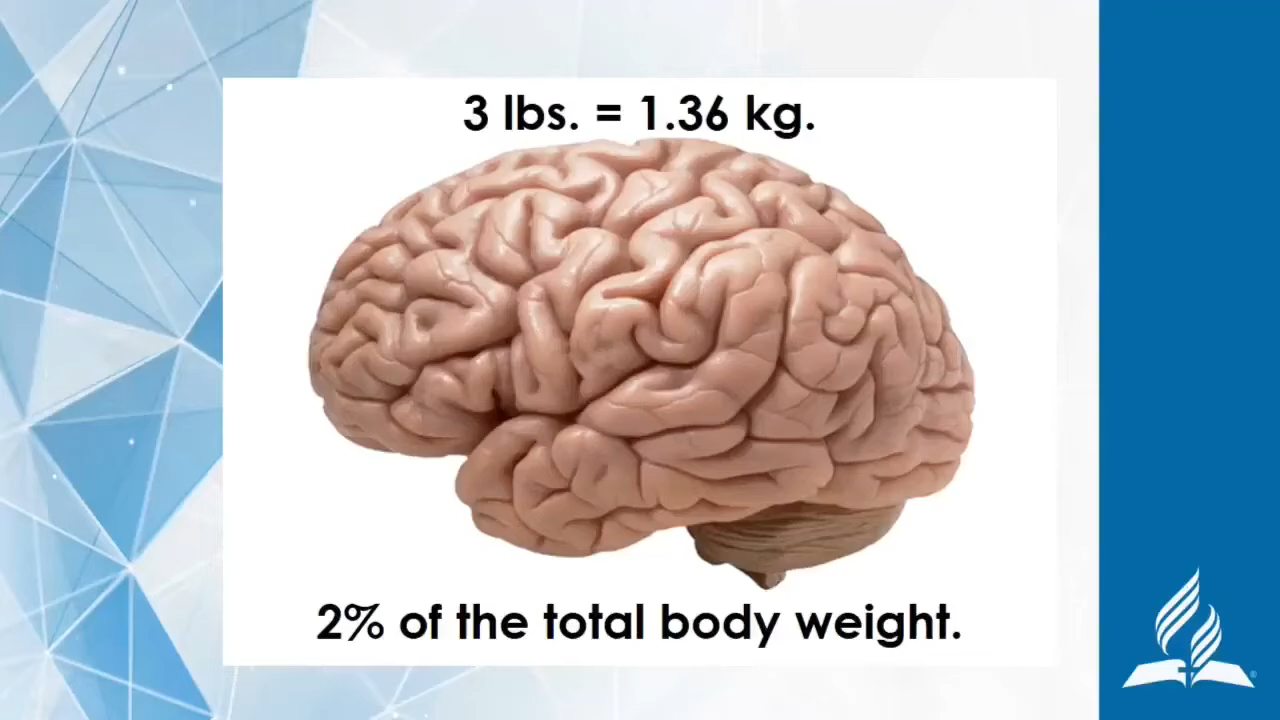 3 lbs. = 1.36 kg.
2% of the total body weight.